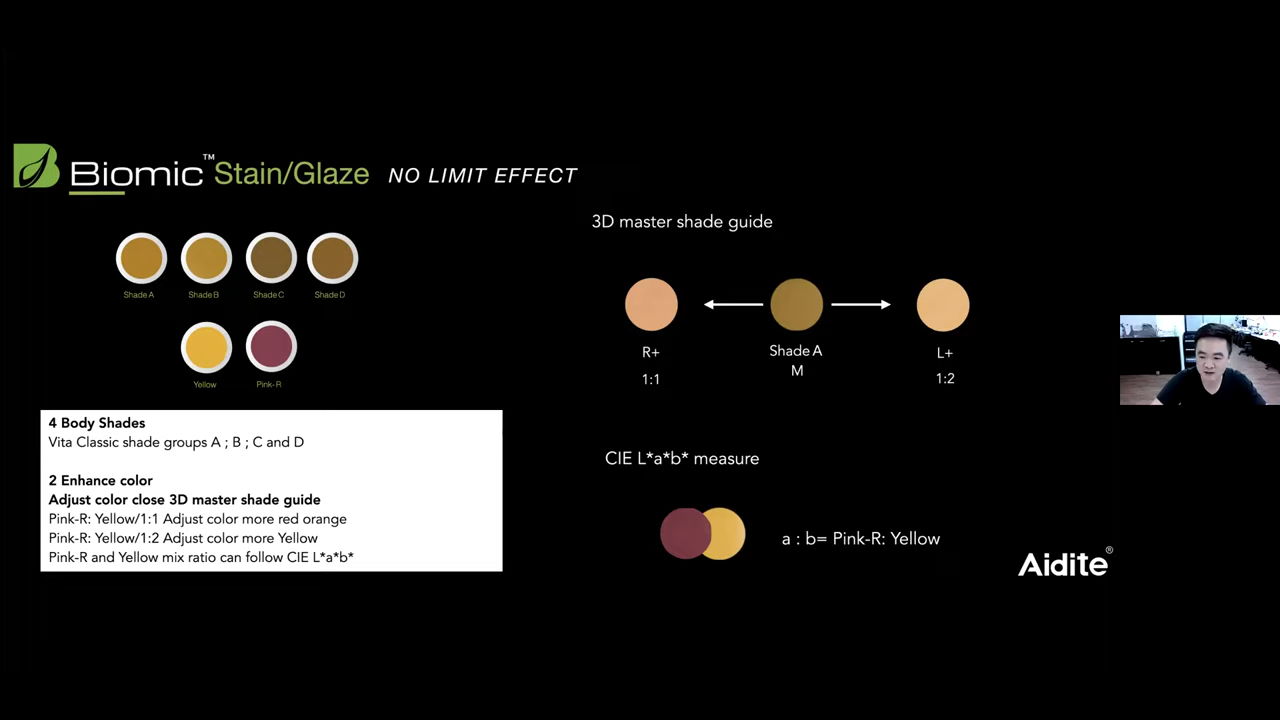 Biomic™ Stain/Glaze NO LIMIT EFFECT
Shade A Shade B Shade C Shade D
Yellow Pink-R
4 Body Shades
Vita Classic shade groups A ; B ; C and D
2 Enhance color
Adjust color close 3D master shade guide
Pink-R: Yellow/1:1 Adjust color more red orange
Pink-R: Yellow/1:2 Adjust color more Yellow
Pink-R and Yellow mix ratio can follow CIE L*a*b*
3D master shade guide
R+ Shade A L+
1:1 M 1:2
CIE L*a*b* measure
a : b= Pink-R: Yellow
Aidite®